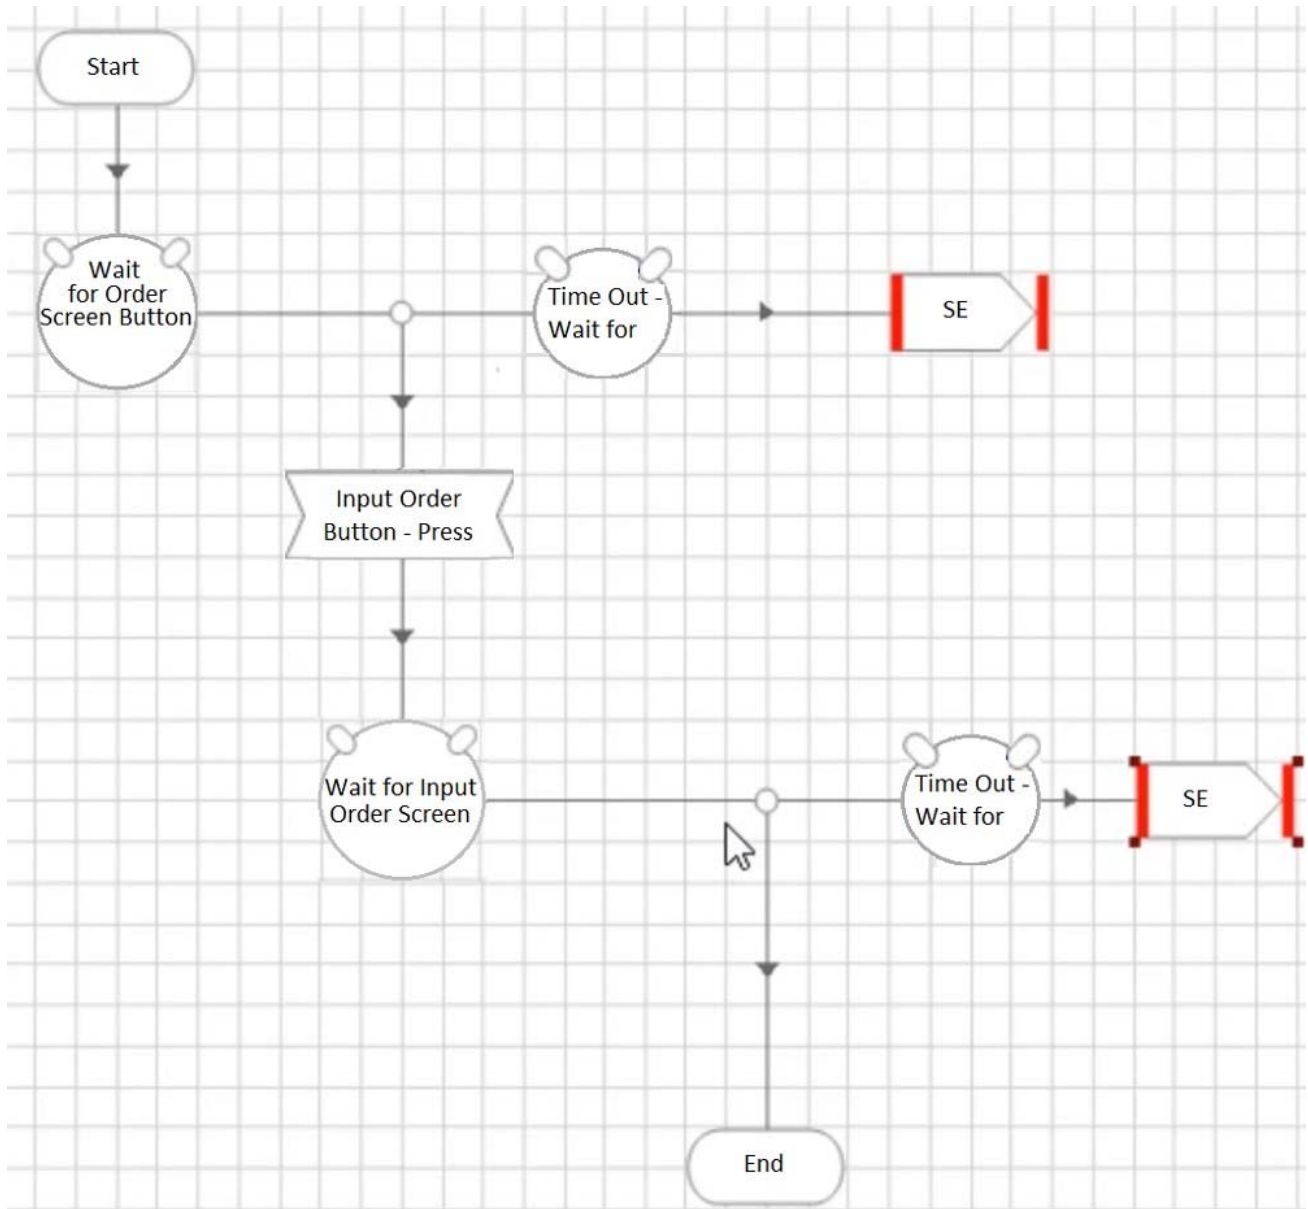 Start
Wait
for Order
Screen Button
Time Out -
Wait for
SE
Input Order
Button - Press
Wait for Input
Order Screen
Time Out -
Wait for
SE
End